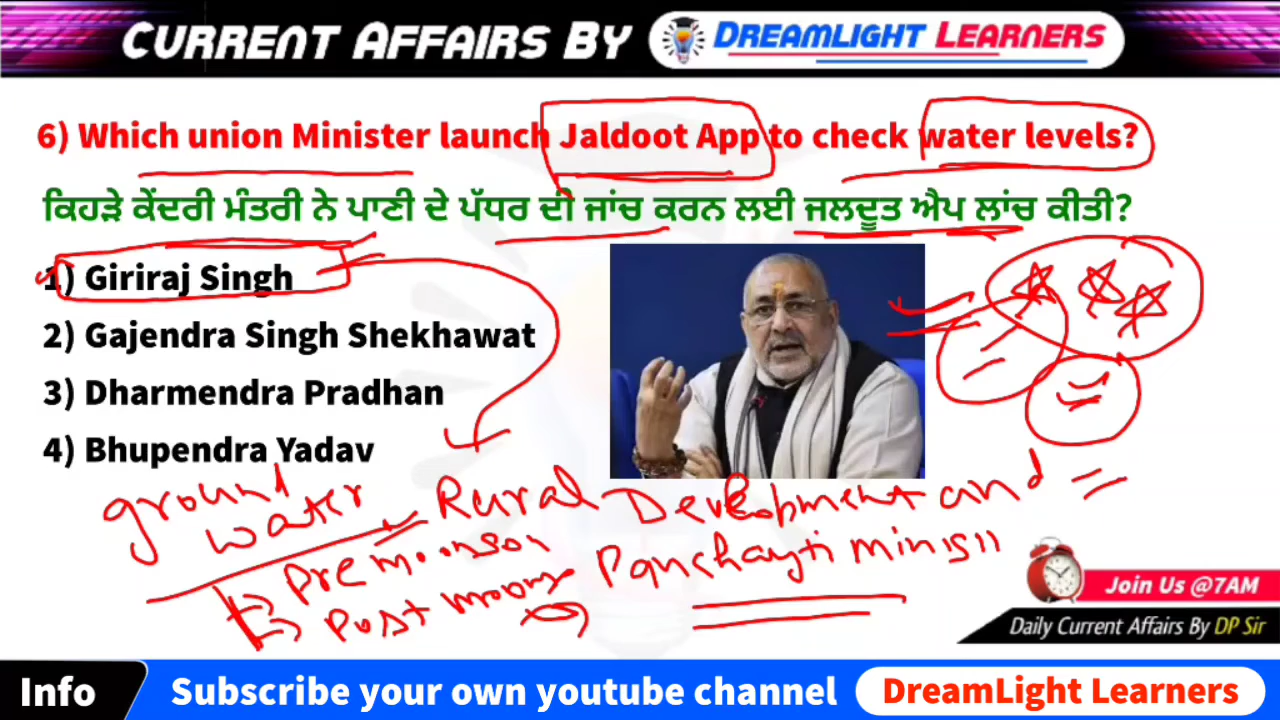 CURRENT AFFAIRS BY DREAMLIGHT LEARNERS
6) Which union Minister launch Jaldoot App to check water levels?
ਕਿਹੜੇ ਕੇਂਦਰੀ ਮੰਤਰੀ ਨੇ ਪਾਣੀ ਦੇ ਪੱਧਰ ਦੀ ਜਾਂਚ ਕਰਨ ਲਈ ਜਲਦੂਤ ਐਪ ਲਾਂਚ ਕੀਤੀ?
1) Giriraj Singh
2) Gajendra Singh Shekhawat
3) Dharmendra Pradhan
4) Bhupendra Yadav
ground
water
Rural Development and
Panchayti
Pre
Post
Join Us @7AM
Daily Current Affairs By DP Sir
Info
Subscribe your own youtube channel
DreamLight Learners